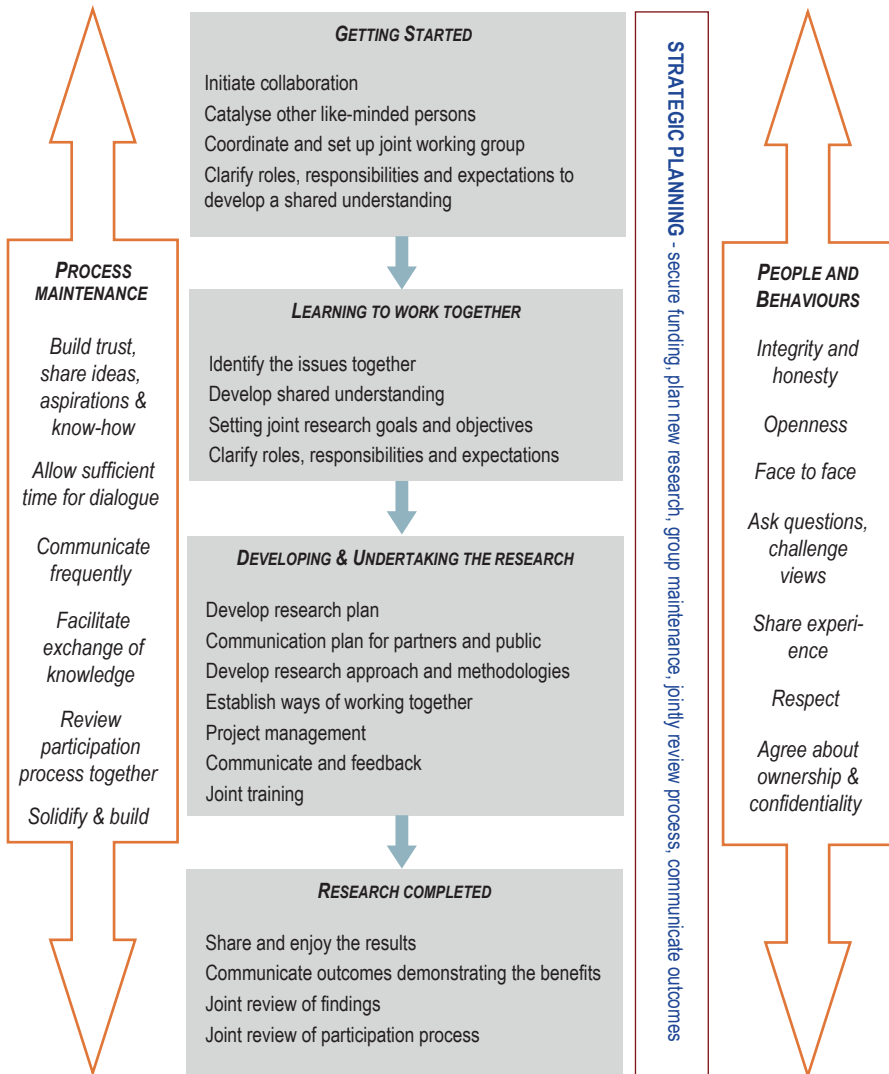 GETTING STARTED
Initiate collaboration
Catalyse other like-minded persons
Coordinate and set up joint working group
Clarify roles, responsibilities and expectations to
develop a shared understanding
LEARNING TO WORK TOGETHER
Identify the issues together
Develop shared understanding
Setting joint research goals and objectives
Clarify roles, responsibilities and expectations
DEVELOPING & UNDERTAKING THE RESEARCH
Develop research plan
Communication plan for partners and public
Develop research approach and methodologies
Establish ways of working together
Project management
Communicate and feedback
Joint training
RESEARCH COMPLETED
Share and enjoy the results
Communicate outcomes demonstrating the benefits
Joint review of findings
Joint review of participation process
PROCESS
MAINTENANCE
Build trust,
share ideas,
aspirations &
know-how
Allow sufficient
time for dialogue
Communicate
frequently
Facilitate
exchange of
knowledge
Review
participation
process together
Solidify & build
STRATEGIC PLANNING - secure funding, plan new research, group maintenance, jointly review process, communicate outcomes
PEOPLE AND
BEHAVIOURS
Integrity and
honesty
Openness
Face to face
Ask questions,
challenge
views
Share experi-
ence
Respect
Agree about
ownership &
confidentiality